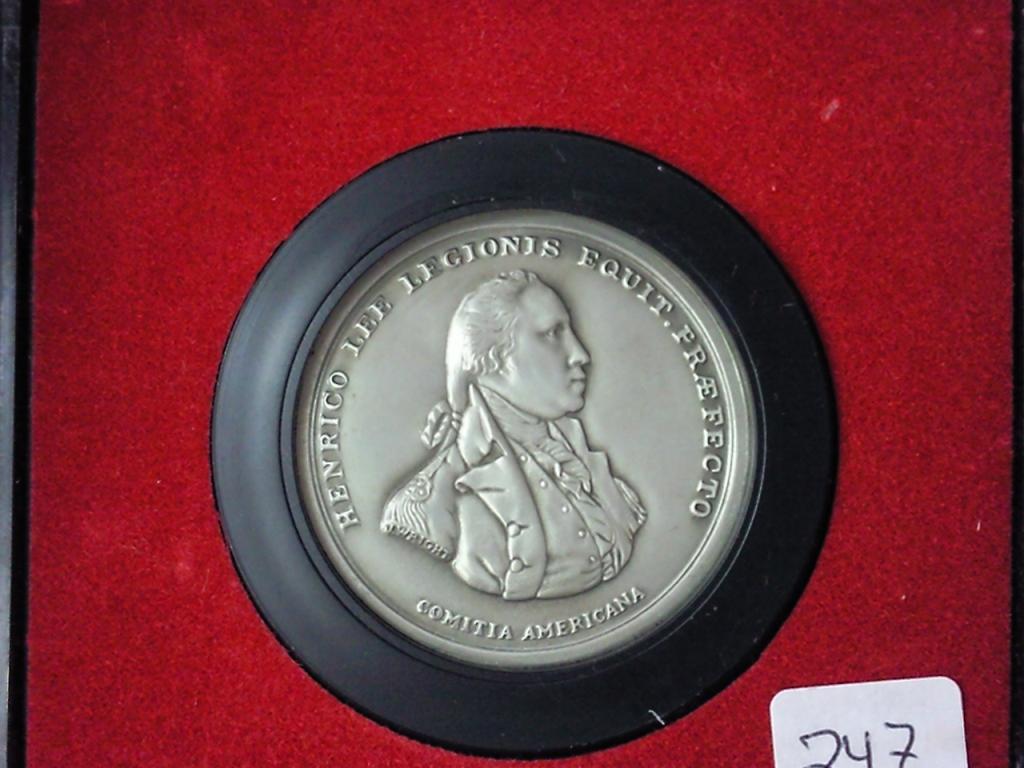 HENRICO LEE LEGIONIS EQUIT. PRÆFECTO
J. WRIGHT
COMITIA AMERICANA
247